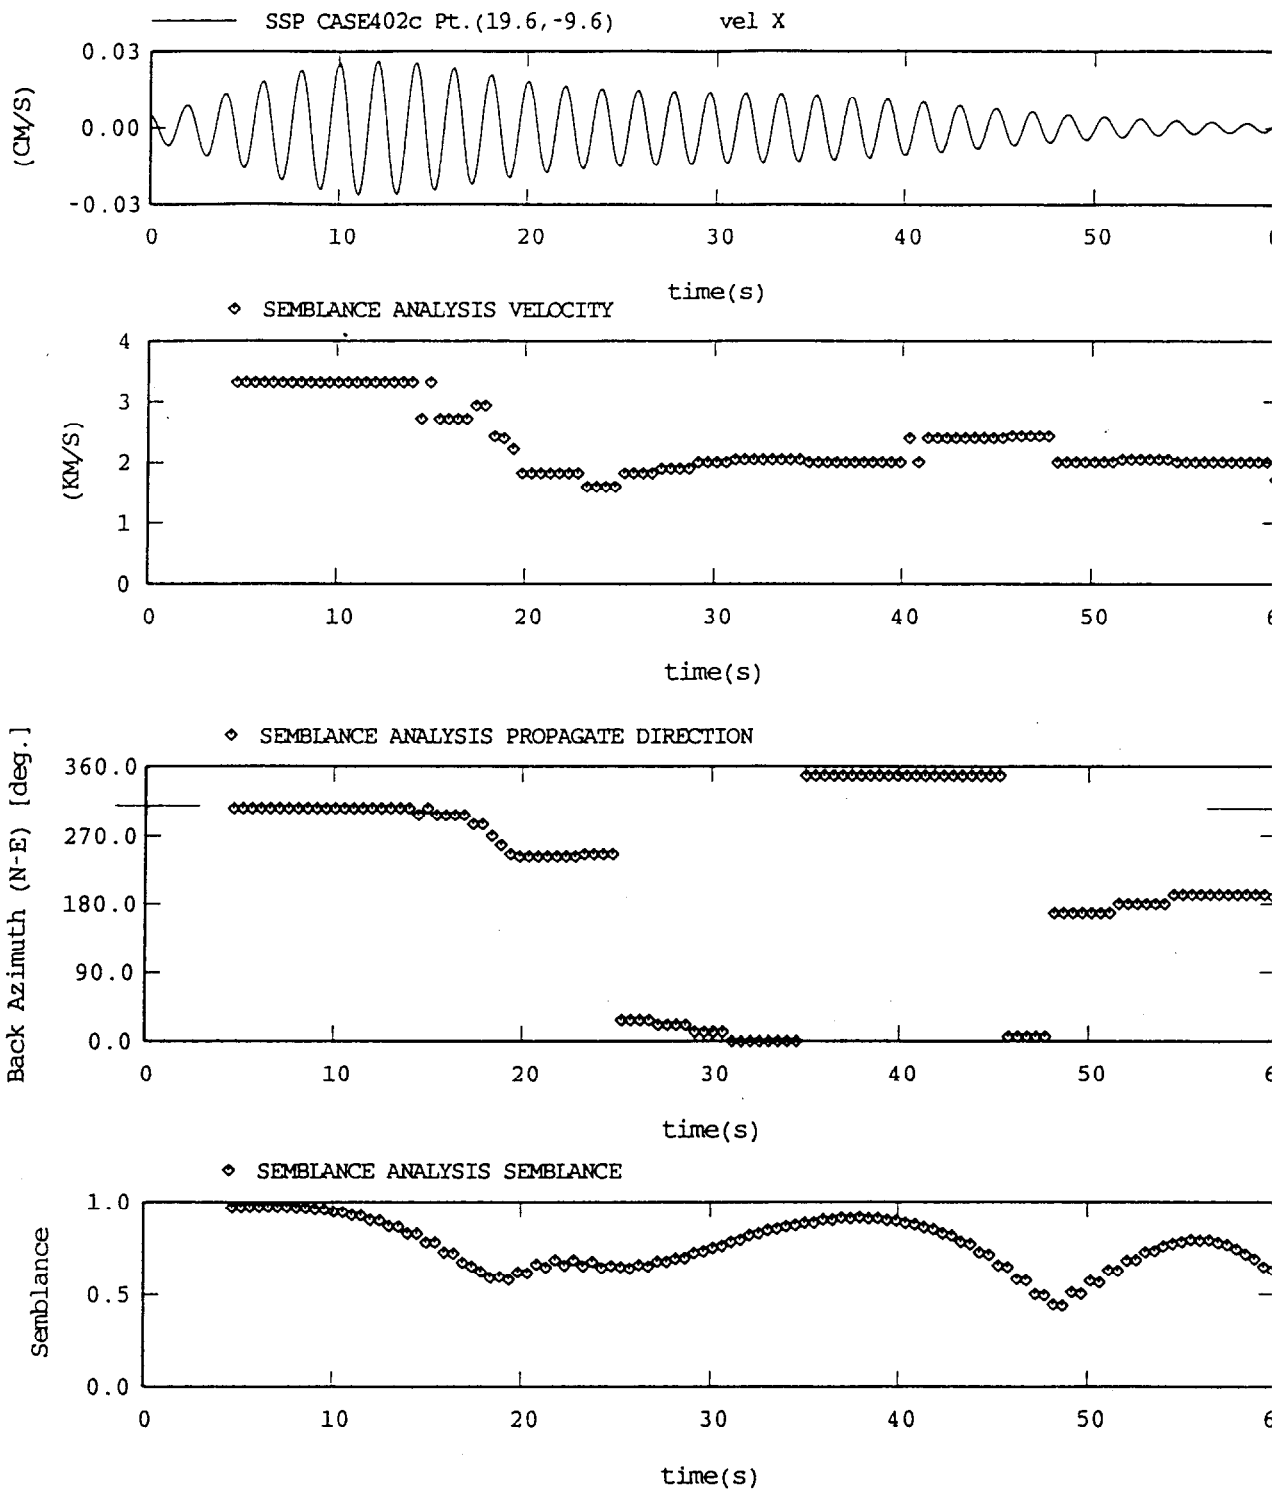 SSP CASE402c Pt.(19.6,-9.6) vel X
0.03
0.00
-0.03
(CM/S)
0 10 20 30 40 50 6
time(s)
SEMBLANCE ANALYSIS VELOCITY
4
3
2
1
0
(KM/S)
0 10 20 30 40 50 6
time(s)
SEMBLANCE ANALYSIS PROPAGATE DIRECTION
360.0
270.0
180.0
90.0
0.0
Back Azimuth (N-E) [deg.]
0 10 20 30 40 50 6
time(s)
SEMBLANCE ANALYSIS SEMBLANCE
1.0
0.5
0.0
Semblance
0 10 20 30 40 50 6
time(s)